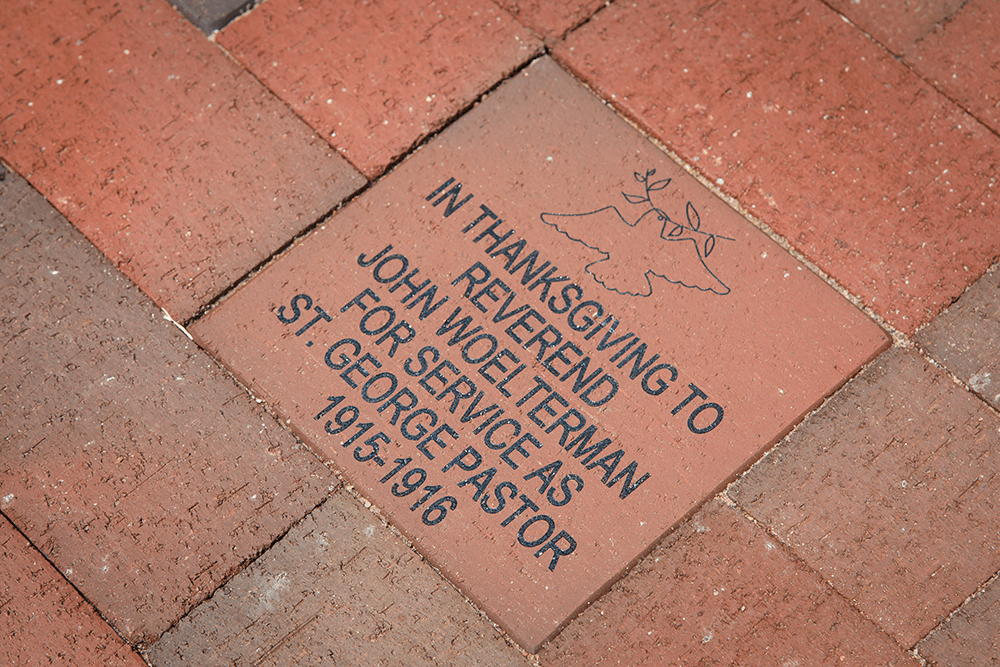 IN THANKSGIVING TO
REVEREND
JOHN WOELTERMAN
FOR SERVICE AS
ST. GEORGE PASTOR
1915-1916